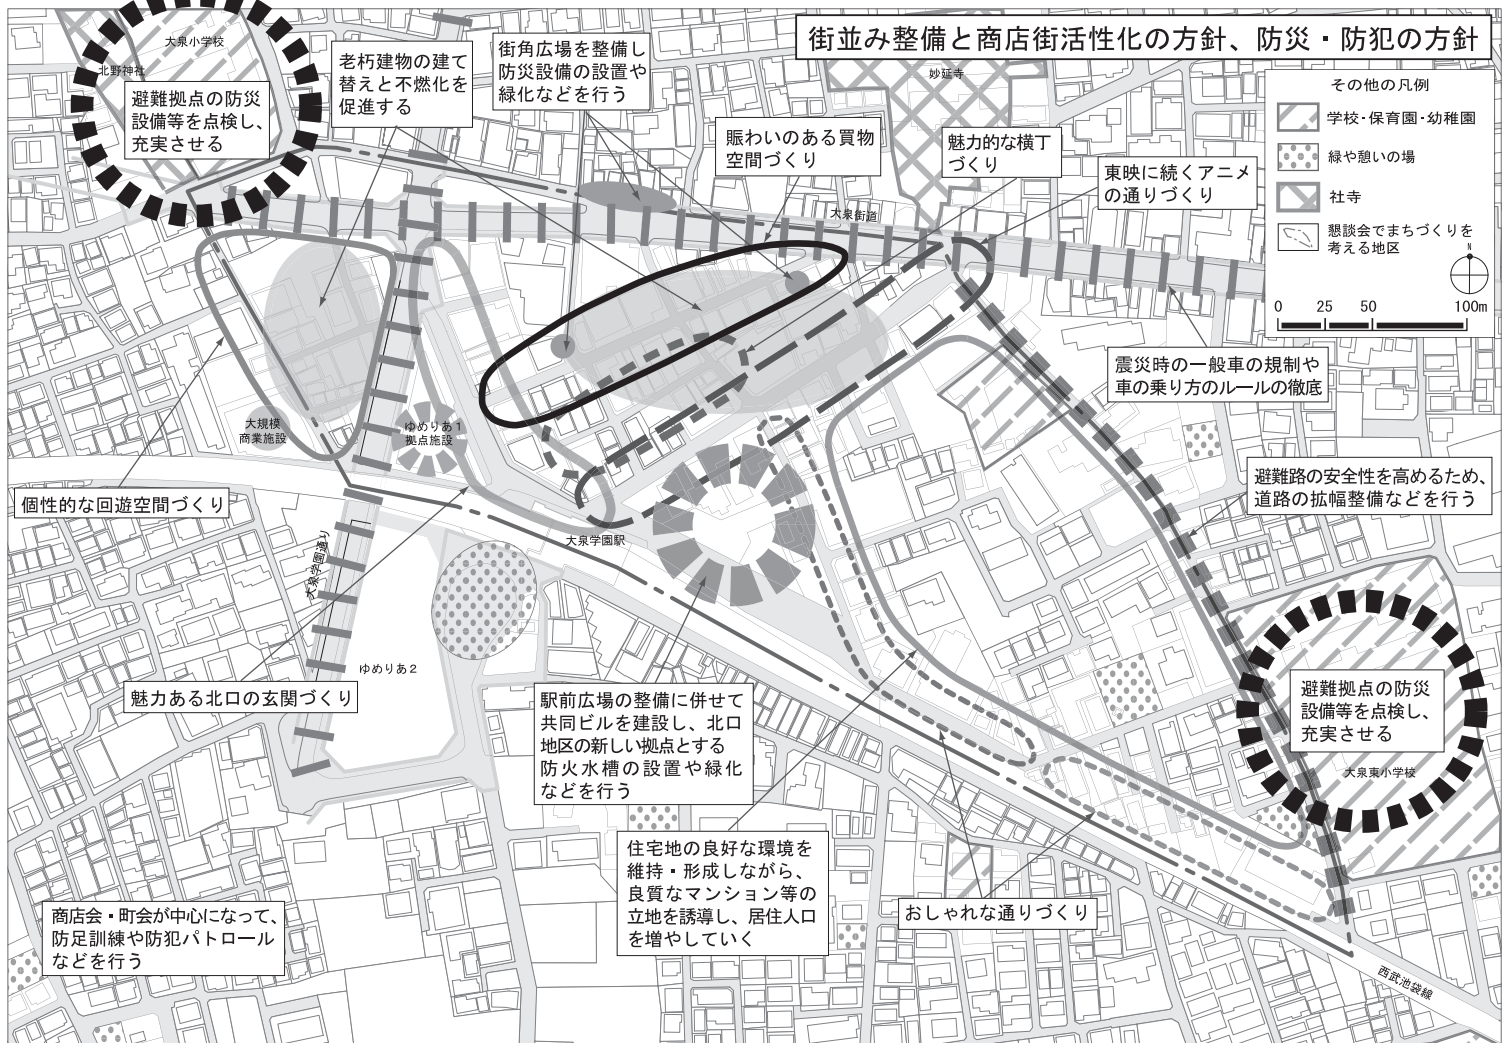 街並み整備と商店街活性化の方針、防災・防犯の方針
その他の凡例
学校・保育園・幼稚園
緑や憩いの場
社寺
懇談会でまちづくりを
考える地区
N
0 25 50 100m
大泉小学校
北野神社
避難拠点の防災
設備等を点検し、
充実させる
老朽建物の建て
替えと不燃化を
促進する
街角広場を整備し
防災設備の設置や
緑化などを行う
妙延寺
賑わいのある買物
空間づくり
魅力的な横丁
づくり
東映に続くアニメ
の通りづくり
大泉街道
震災時の一般車の規制や
車の乗り方のルールの徹底
大規模
商業施設
ゆめりあ1
拠点施設
個性的な回遊空間づくり
避難路の安全性を高めるため、
道路の拡幅整備などを行う
大泉学園駅
大泉学園通り
ゆめりあ2
魅力ある北口の玄関づくり
駅前広場の整備に併せて
共同ビルを建設し、北口
地区の新しい拠点とする
防火水槽の設置や緑化
などを行う
避難拠点の防災
設備等を点検し、
充実させる
大泉東小学校
住宅地の良好な環境を
維持・形成しながら、
良質なマンション等の
立地を誘導し、居住人口
を増やしていく
おしゃれな通りづくり
商店会・町会が中心になって、
防足訓練や防犯パトロール
などを行う
西武池袋線